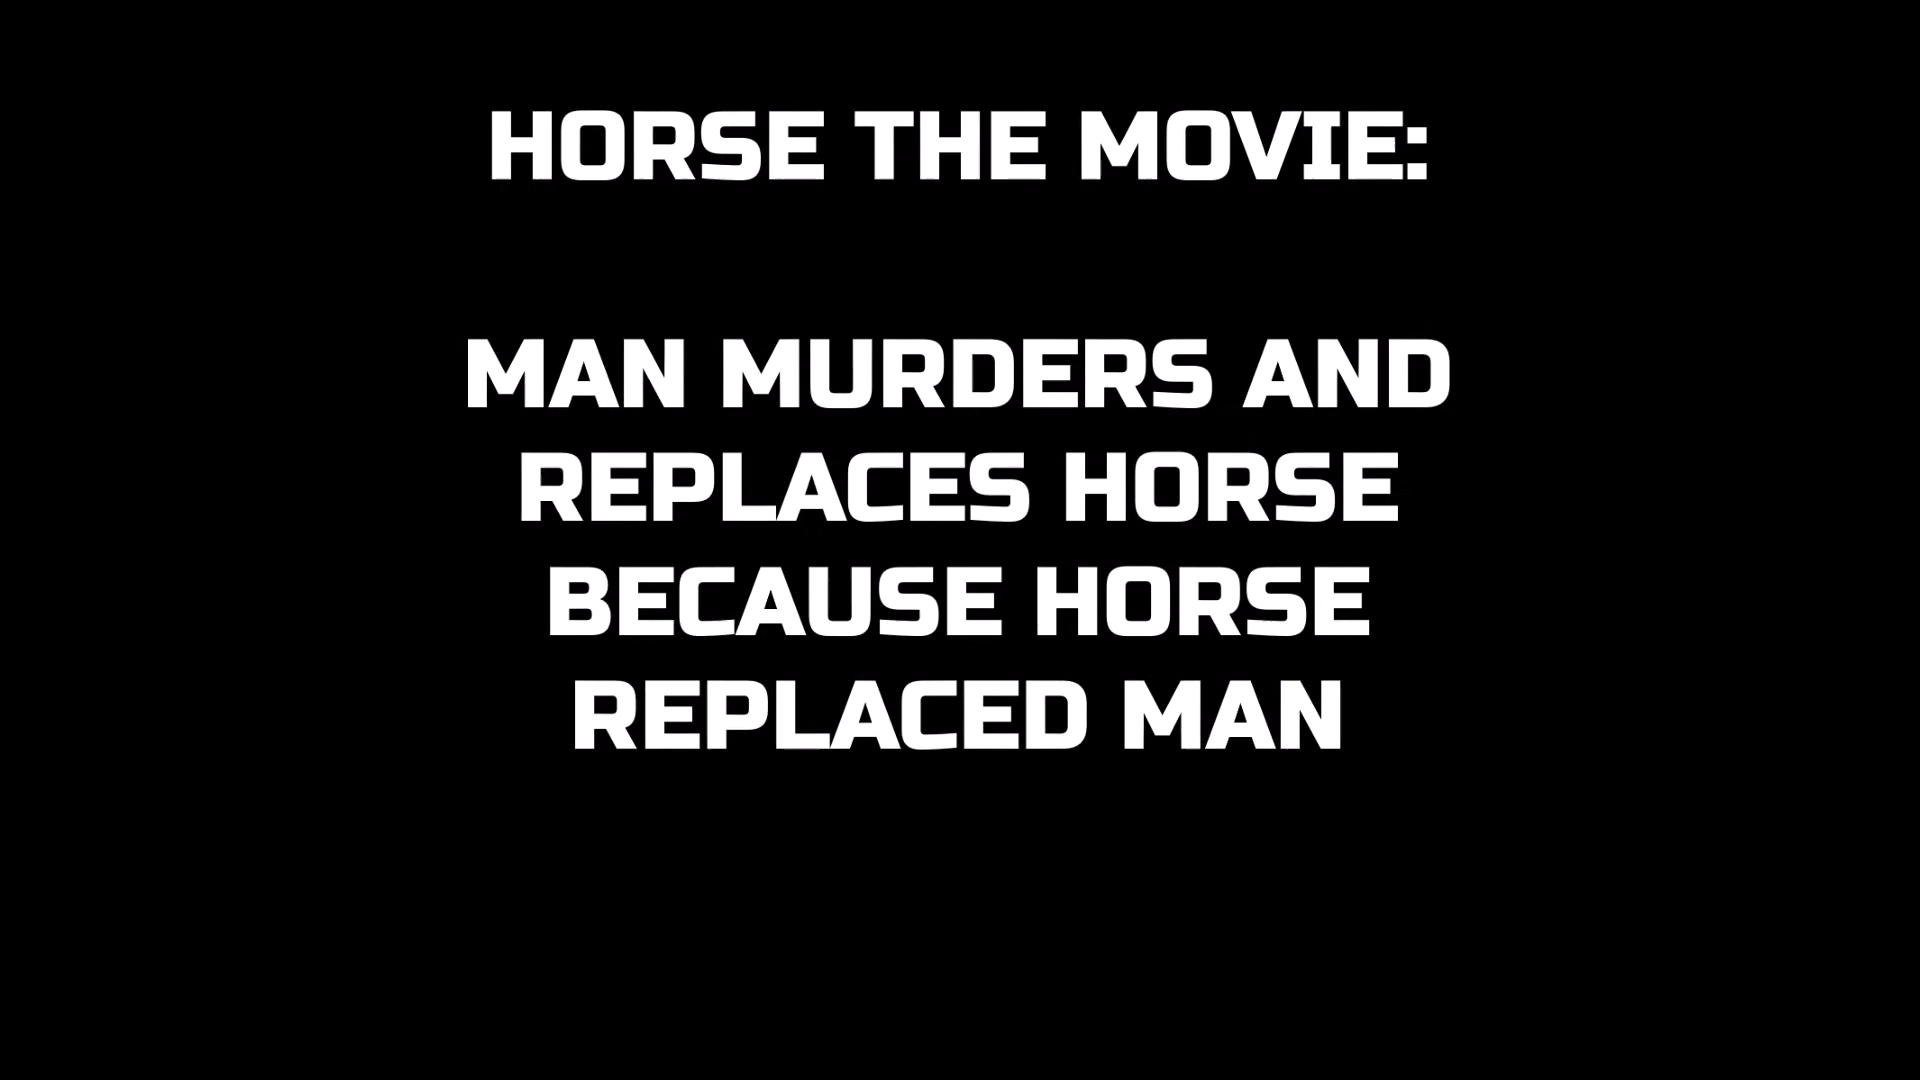 HORSE THE MOVIE:
MAN MURDERS AND
REPLACES HORSE
BECAUSE HORSE
REPLACED MAN